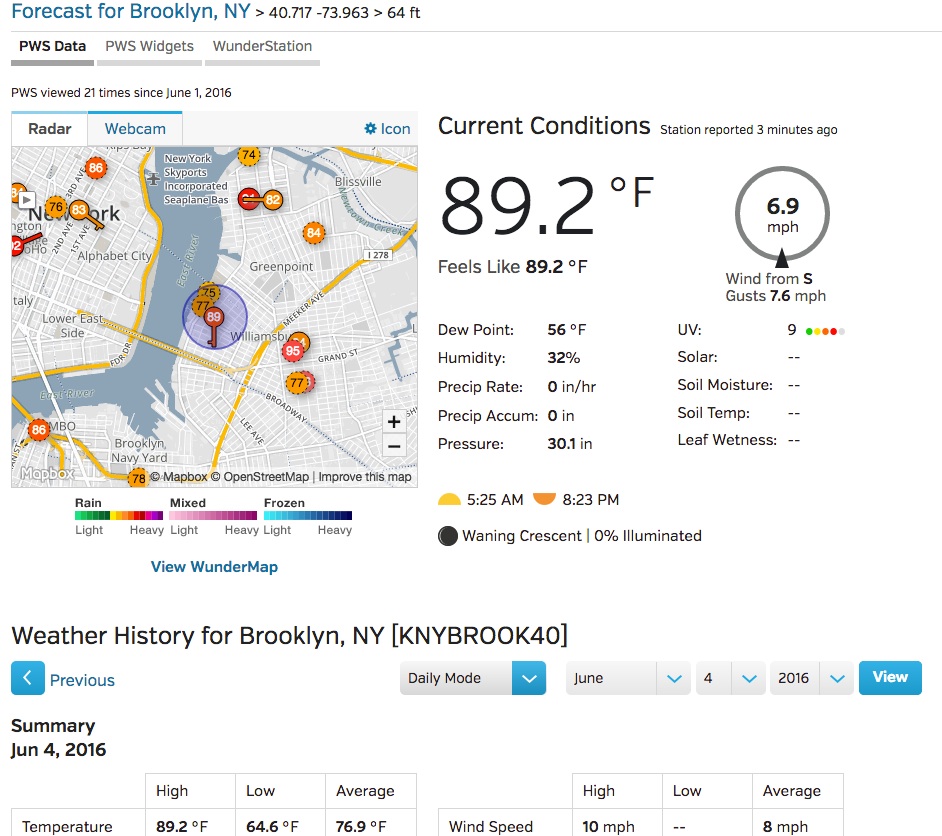 Forecast for Brooklyn, NY > 40.717 -73.963 > 64 ft
PWS Data PWS Widgets WunderStation
PWS viewed 21 times since June 1, 2016
Radar Webcam Icon
New York
Skyports
Incorporated
Seaplane Bas
74
86
Blissville
82
76
83
3RD AVE
2ND AVE
1ST AVE
Newtown Creek
84
I 278
Alphabet City
East River
Greenpoint
75
77
89
MEEKER AVE
Lower East
Side
Williamsbu
95
GRAND ST
FDR DR
77
East River
BROADWAY
LEE AVE
86
MBO
Brooklyn
Navy Yard
78
+
−
Mapbox
© Mapbox © OpenStreetMap | Improve this map
Rain Mixed Frozen
Light Heavy Light Heavy Light Heavy
View WunderMap
Current Conditions Station reported 3 minutes ago
89.2 °F
Feels Like 89.2 °F
6.9
mph
Wind from S
Gusts 7.6 mph
Dew Point: 56 °F
Humidity: 32%
Precip Rate: 0 in/hr
Precip Accum: 0 in
Pressure: 30.1 in
UV: 9
Solar: --
Soil Moisture: --
Soil Temp: --
Leaf Wetness: --
5:25 AM 8:23 PM
Waning Crescent | 0% Illuminated
Weather History for Brooklyn, NY [KNYBROOK40]
Previous Daily Mode June 4 2016 View
Summary
Jun 4, 2016
High Low Average
Temperature 89.2 °F 64.6 °F 76.9 °F
High Low Average
Wind Speed 10 mph -- 8 mph